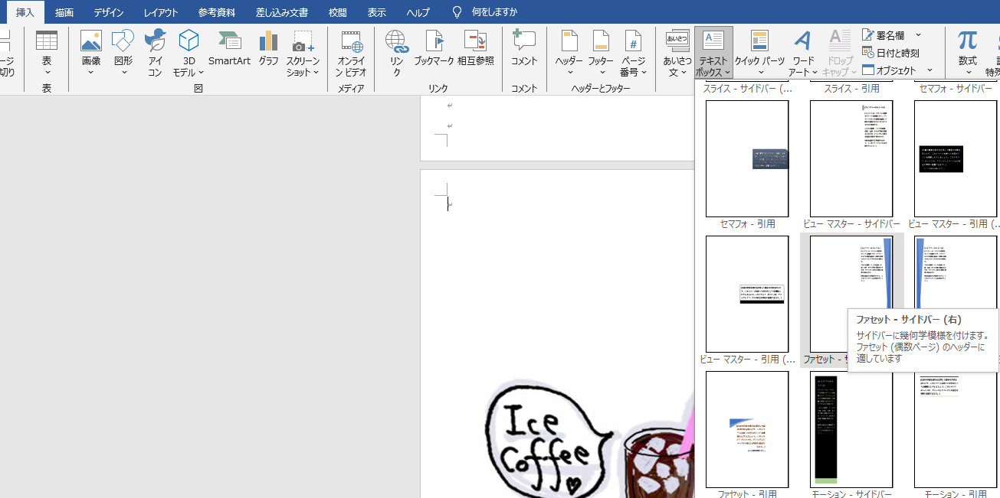 挿入 描画 デザイン レイアウト 参考資料 差し込み文書 校閲 表示 ヘルプ 何をしますか
表
画像
図形
アイ
コン
3D
モデル
SmartArt
グラフ
スクリーン
ショット
オンライ
ン ビデオ
リン
ク
ブックマーク
相互参照
コメント
ヘッダー
フッター
ページ
番号
あいさつ
あいさつ
文
テキスト
ボックス
クイック パーツ
ワード
アート
ドロップ
キャップ
署名欄
日付と時刻
オブジェクト
数式
表
図
メディア
リンク
コメント
ヘッダーとフッター
スライス - サイドバー (...
スライス - 引用
セマフォ - サイドバー
セマフォ - 引用
ビュー マスター - サイドバー
ビュー マスター - 引用 (...
ビュー マスター - 引用 (...
ファセット - サ
ファセット - サイドバー (右)
サイドバーに幾何学模様を付けます。
ファセット (偶数ページ) のヘッダーに
適しています
ファセット - 引用
モーション - サイドバー
モーション - 引用
Ice
Coffee